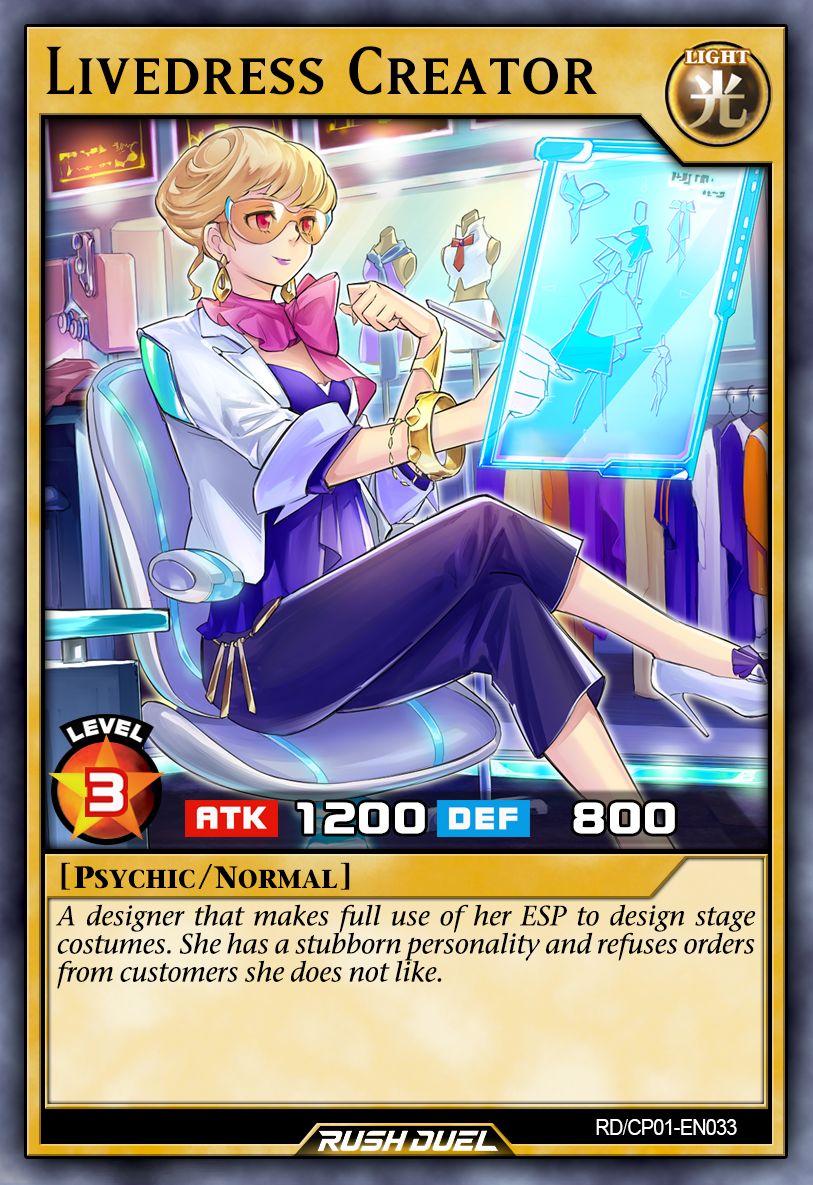 Livedress Creator
LIGHT
光
LEVEL
3
ATK 1200 DEF 800
[Psychic/Normal]
A designer that makes full use of her ESP to design stage
costumes. She has a stubborn personality and refuses orders
from customers she does not like.
RD/CP01-EN033
RUSH DUEL